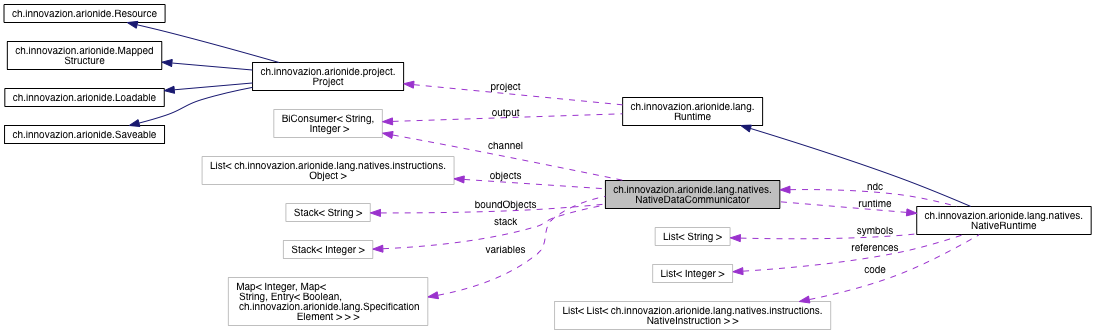 ch.innovazion.arionide.Resource
ch.innovazion.arionide.Mapped
Structure
ch.innovazion.arionide.Loadable
ch.innovazion.arionide.Saveable
ch.innovazion.arionide.project.
Project
project
output
channel
objects
boundObjects
stack
variables
BiConsumer< String,
Integer >
List< ch.innovazion.arionide.lang.natives.instructions.
Object >
Stack< String >
Stack< Integer >
Map< Integer, Map<
String, Entry< Boolean,
ch.innovazion.arionide.lang.Specification
Element > > >
ch.innovazion.arionide.lang.
Runtime
ch.innovazion.arionide.lang.natives.
NativeDataCommunicator
ndc
runtime
ch.innovazion.arionide.lang.natives.
NativeRuntime
symbols
references
code
List< String >
List< Integer >
List< List< ch.innovazion.arionide.lang.natives.instructions.
NativeInstruction > >